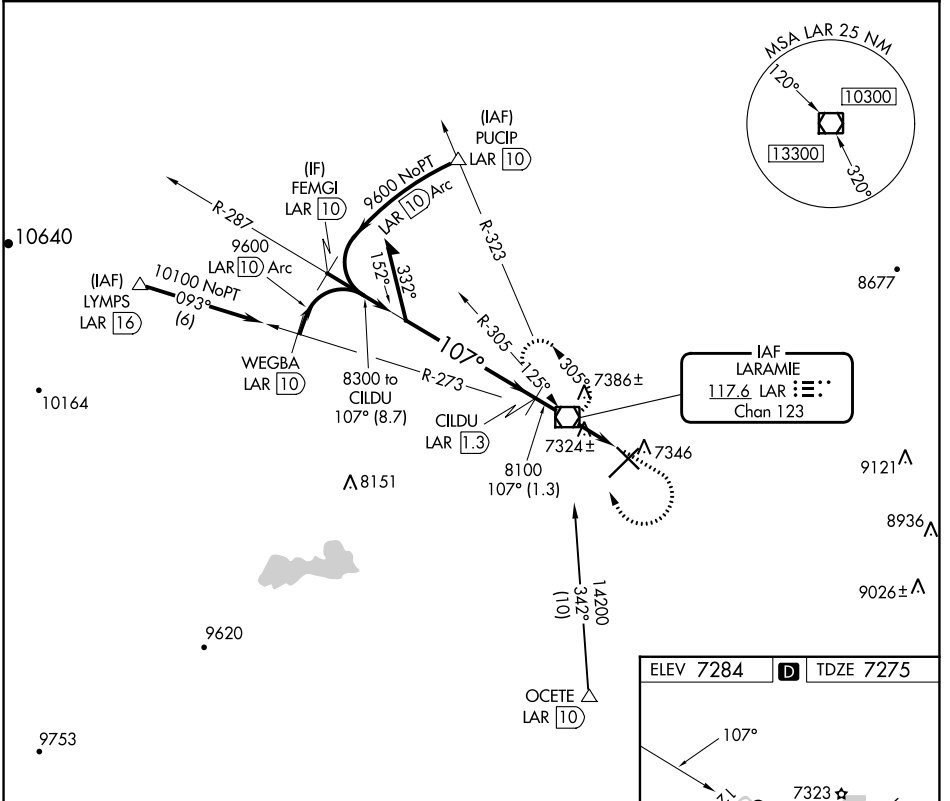 MSA LAR 25 NM
120°
10300
13300
320°
(IAF)
PUCIP
LAR 10
(IF)
FEMGI
LAR 10
9600 NoPT
LAR 10 Arc
R-287
R-323
10640
9600
LAR 10 Arc
152°
332°
8677
(IAF)
LYMPS
LAR 16
10100 NoPT
093°
(6)
R-305
125°
305°
107°
WEGBA
LAR 10
8300 to
CILDU
107° (8.7)
R-273
7386±
IAF
LARAMIE
117.6 LAR
Chan 123
10164
CILDU
LAR 1.3
7324±
7346
8100
107° (1.3)
9121
8151
8936
14200
342°
(10)
9026±
9620
OCETE
LAR 10
ELEV 7284
D
TDZE 7275
9753
107°
7323